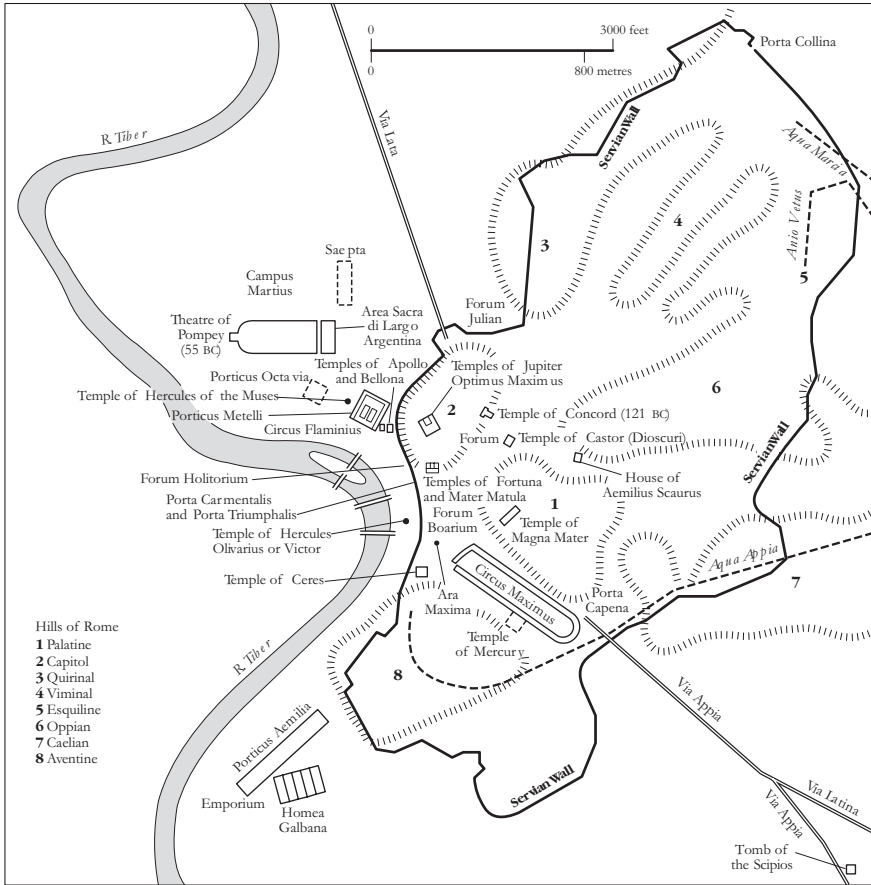 0
3000 feet
0
800 metres
Porta Collina
R. Tiber
Via Lata
Servian Wall
Aqua Marcia
Anio Vetus
3
4
5
Saepta
Campus
Martius
Forum
Julian
Theatre of
Pompey
(55 BC)
Area Sacra
di Largo
Argentina
Temples of Apollo
and Bellona
Temples of Jupiter
Optimus Maximus
Porticus Octavia
Temple of Hercules of the Muses
Porticus Metelli
Circus Flaminius
2
6
Temple of Concord (121 BC)
Forum
Temple of Castor (Dioscuri)
Servian Wall
House of
Aemilius Scaurus
Forum Holitorium
Temples of Fortuna
and Mater Matula
Porta Carmentalis
and Porta Triumphalis
1
Forum
Boarium
Temple of
Magna Mater
Temple of Hercules
Olivarius or Victor
Aqua Appia
7
Temple of Ceres
Ara
Maxima
Circus Maximus
Porta
Capena
Temple
of Mercury
Hills of Rome
1 Palatine
2 Capitol
3 Quirinal
4 Viminal
5 Esquiline
6 Oppian
7 Caelian
8 Aventine
R. Tiber
8
Via Appia
Porticus Aemilia
Emporium
Homea
Galbana
Servian Wall
Via Latina
Via Appia
Tomb of
the Scipios